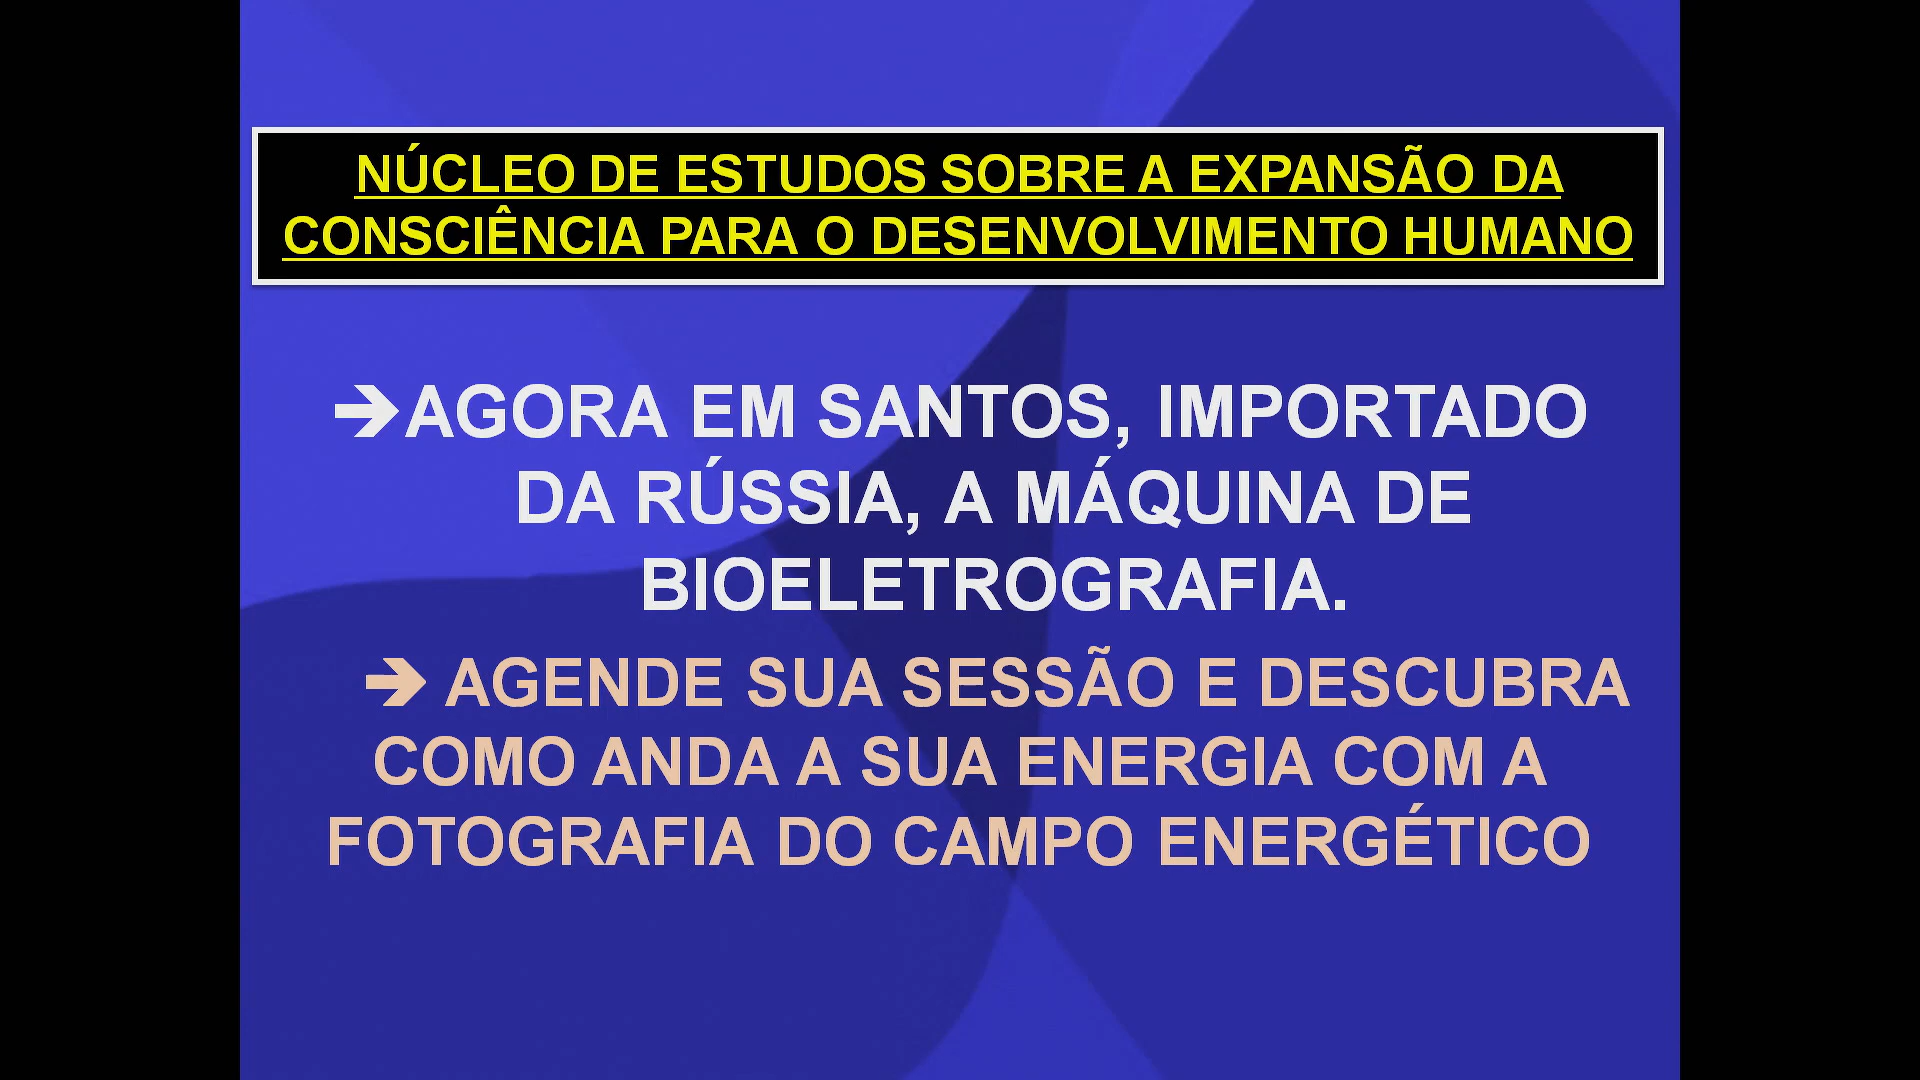 NÚCLEO DE ESTUDOS SOBRE A EXPANSÃO DA
CONSCIÊNCIA PARA O DESENVOLVIMENTO HUMANO
➔AGORA EM SANTOS, IMPORTADO
DA RÚSSIA, A MÁQUINA DE
BIOELETROGRAFIA.
➔ AGENDE SUA SESSÃO E DESCUBRA
COMO ANDA A SUA ENERGIA COM A
FOTOGRAFIA DO CAMPO ENERGÉTICO